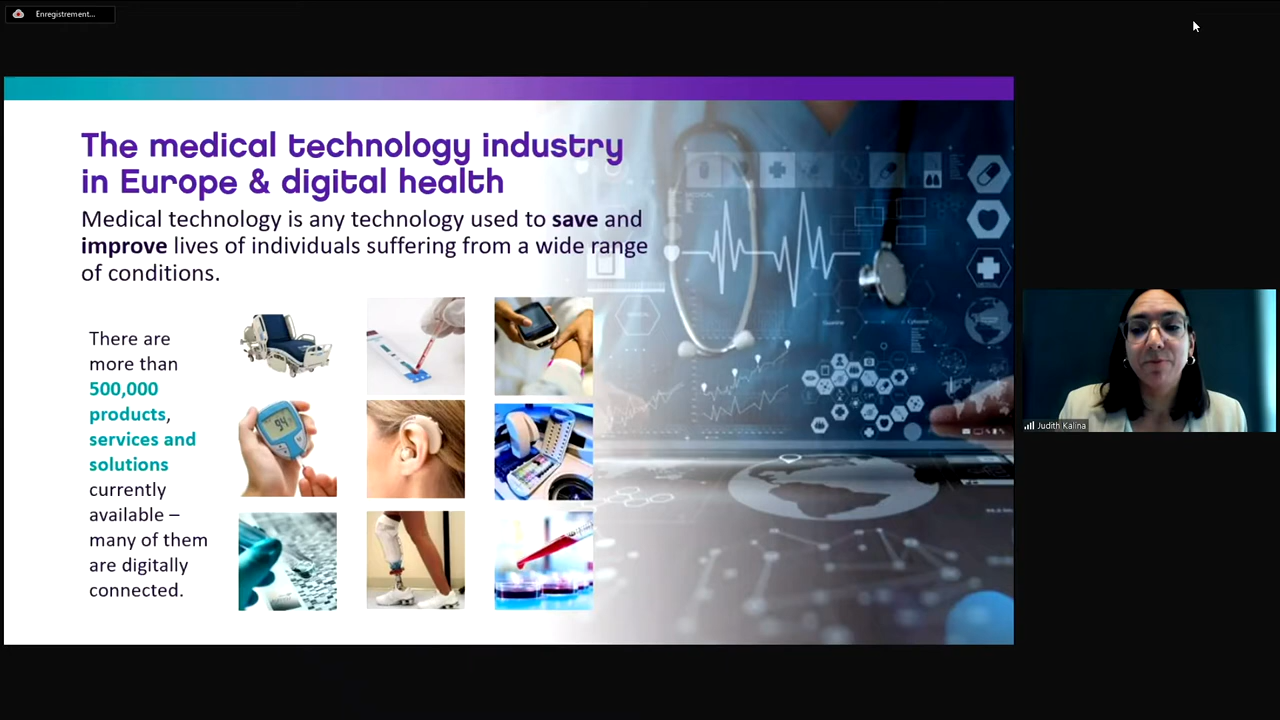 Enregistrement...
The medical technology industry
in Europe & digital health
Medical technology is any technology used to save and
improve lives of individuals suffering from a wide range
of conditions.
There are
more than
500,000
products,
services and
solutions
currently
available –
many of them
are digitally
connected.
Judith Kalina